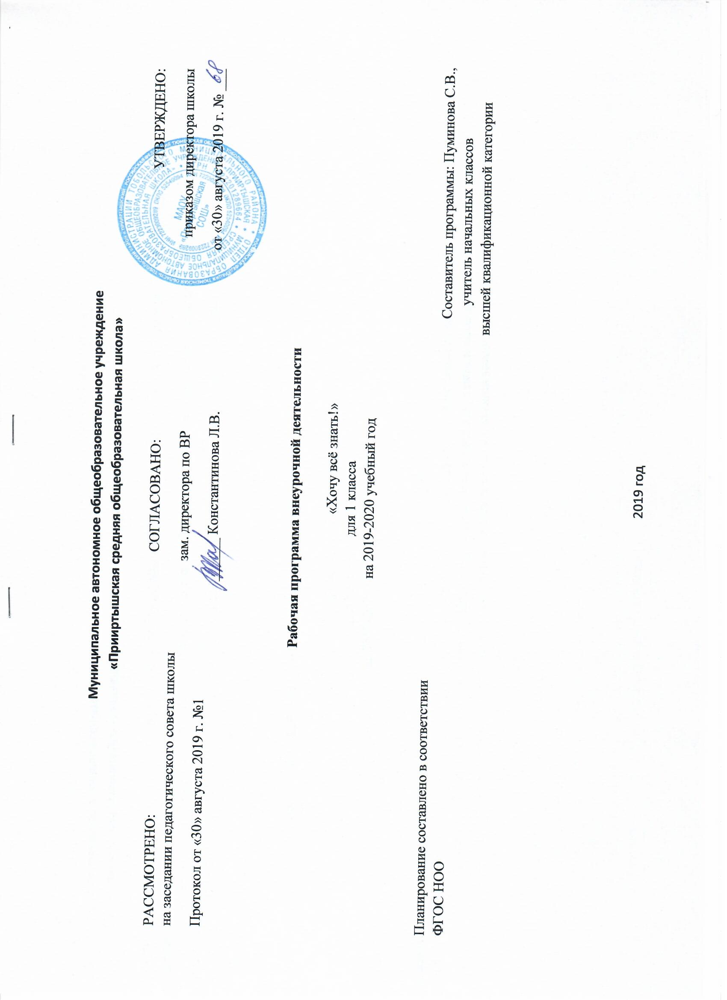 Муниципальное автономное общеобразовательное учреждение
«Прииртышская средняя общеобразовательная школа»
РАССМОТРЕНО:
на заседании педагогического совета школы
Протокол от «30» августа 2019 г. №1
СОГЛАСОВАНО:
зам. директора по ВР
Константинова Л.В.
УТВЕРЖДЕНО:
приказом директора школы
от «30» августа 2019 г. № 68
МАОУ
«Прииртышская
СОШ»
Рабочая программа внеурочной деятельности
«Хочу всё знать!»
для 1 класса
на 2019-2020 учебный год
Планирование составлено в соответствии
ФГОС НОО
Составитель программы: Пуминова С.В.,
учитель начальных классов
высшей квалификационной категории
2019 год